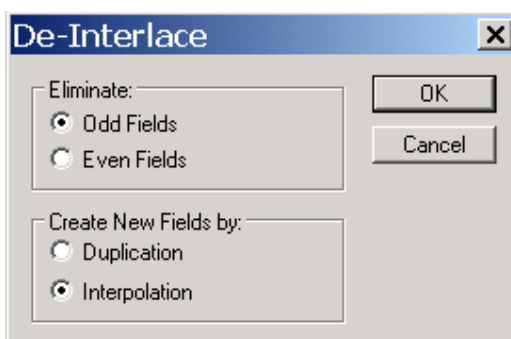 De-Interlace
Eliminate:
Odd Fields
Even Fields
OK
Cancel
Create New Fields by:
Duplication
Interpolation